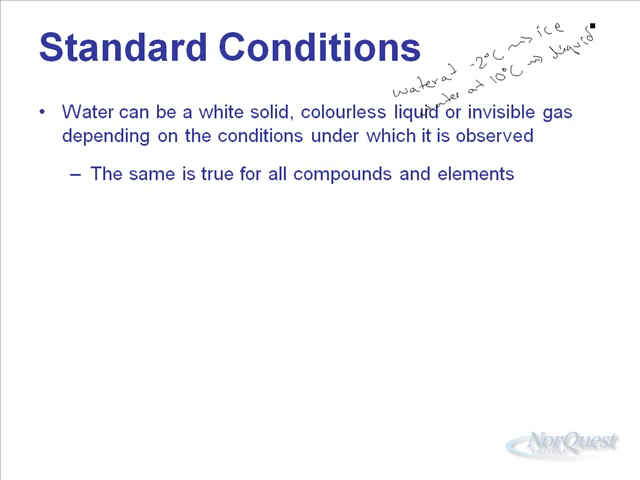 Standard Conditions
water at -2°C ⇒ ice
water at 10°C ⇒ liquid
• Water can be a white solid, colourless liquid or invisible gas
depending on the conditions under which it is observed
– The same is true for all compounds and elements
NorQuest
COLLEGE